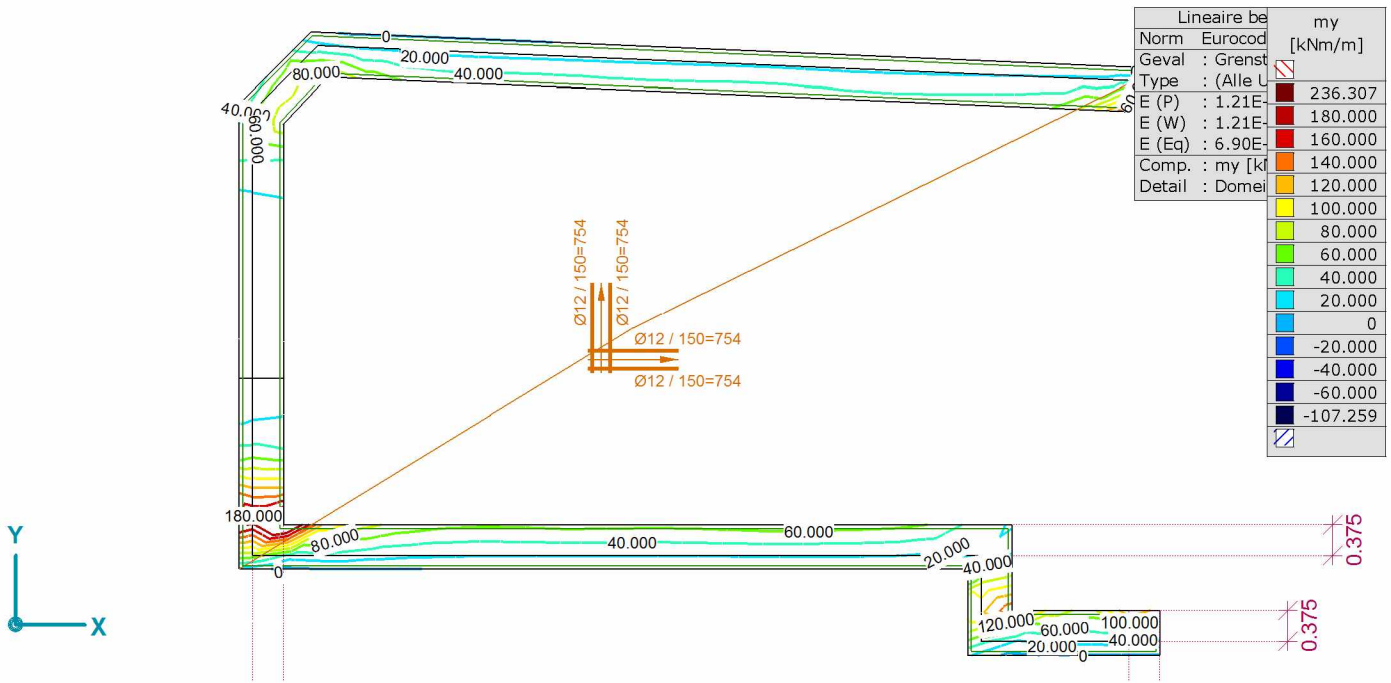 Lineaire be
Norm Eurocod
Geval : Grenst
Type : (Alle U
E (P) : 1.21E-
E (W) : 1.21E-
E (Eq) : 6.90E-
Comp. : my [k
Detail : Domei
my
[kNm/m]
236.307
180.000
160.000
140.000
120.000
100.000
80.000
60.000
40.000
20.000
0
-20.000
-40.000
-60.000
-107.259
0
20.000
80.000
40.000
60.000
Ø12 / 150=754
Ø12 / 150=754
Ø12 / 150=754
Ø12 / 150=754
180.000
80.000
40.000
60.000
20.000
0
40.000
120.000
60.000
100.000
20.000
40.000
0
0.375
0.375
Y
X